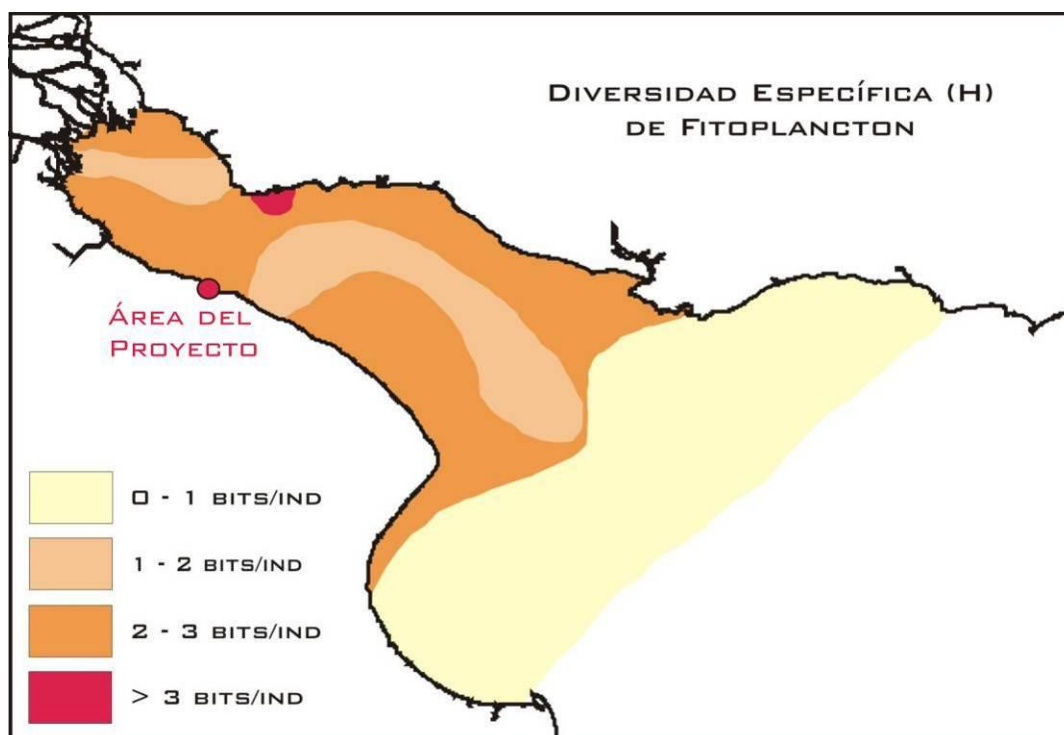 DIVERSIDAD ESPECÍFICA (H)
DE FITOPLANCTON
ÁREA DEL
PROYECTO
0 - 1 BITS/IND
1 - 2 BITS/IND
2 - 3 BITS/IND
> 3 BITS/IND